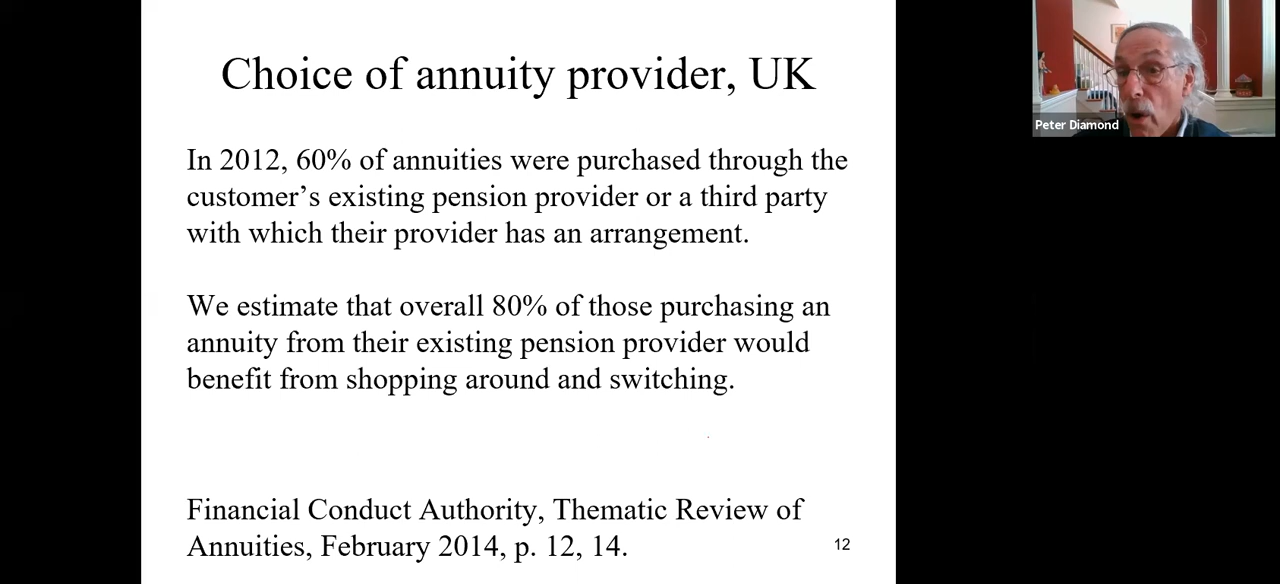 Choice of annuity provider, UK
In 2012, 60% of annuities were purchased through the
customer’s existing pension provider or a third party
with which their provider has an arrangement.
We estimate that overall 80% of those purchasing an
annuity from their existing pension provider would
benefit from shopping around and switching.
Financial Conduct Authority, Thematic Review of
Annuities, February 2014, p. 12, 14.
12
Peter Diamond